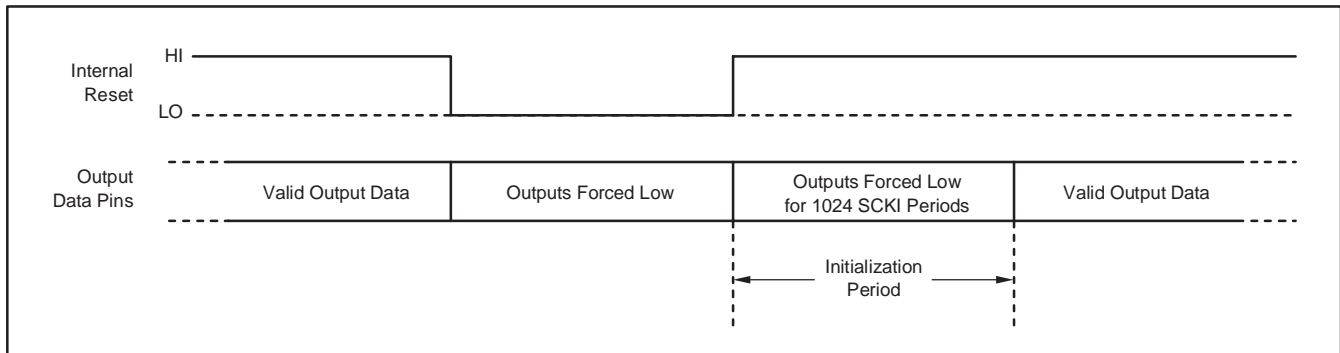 Internal
Reset
HI
LO
Output
Data Pins
Valid Output Data
Outputs Forced Low
Outputs Forced Low
for 1024 SCKI Periods
Valid Output Data
Initialization
Period